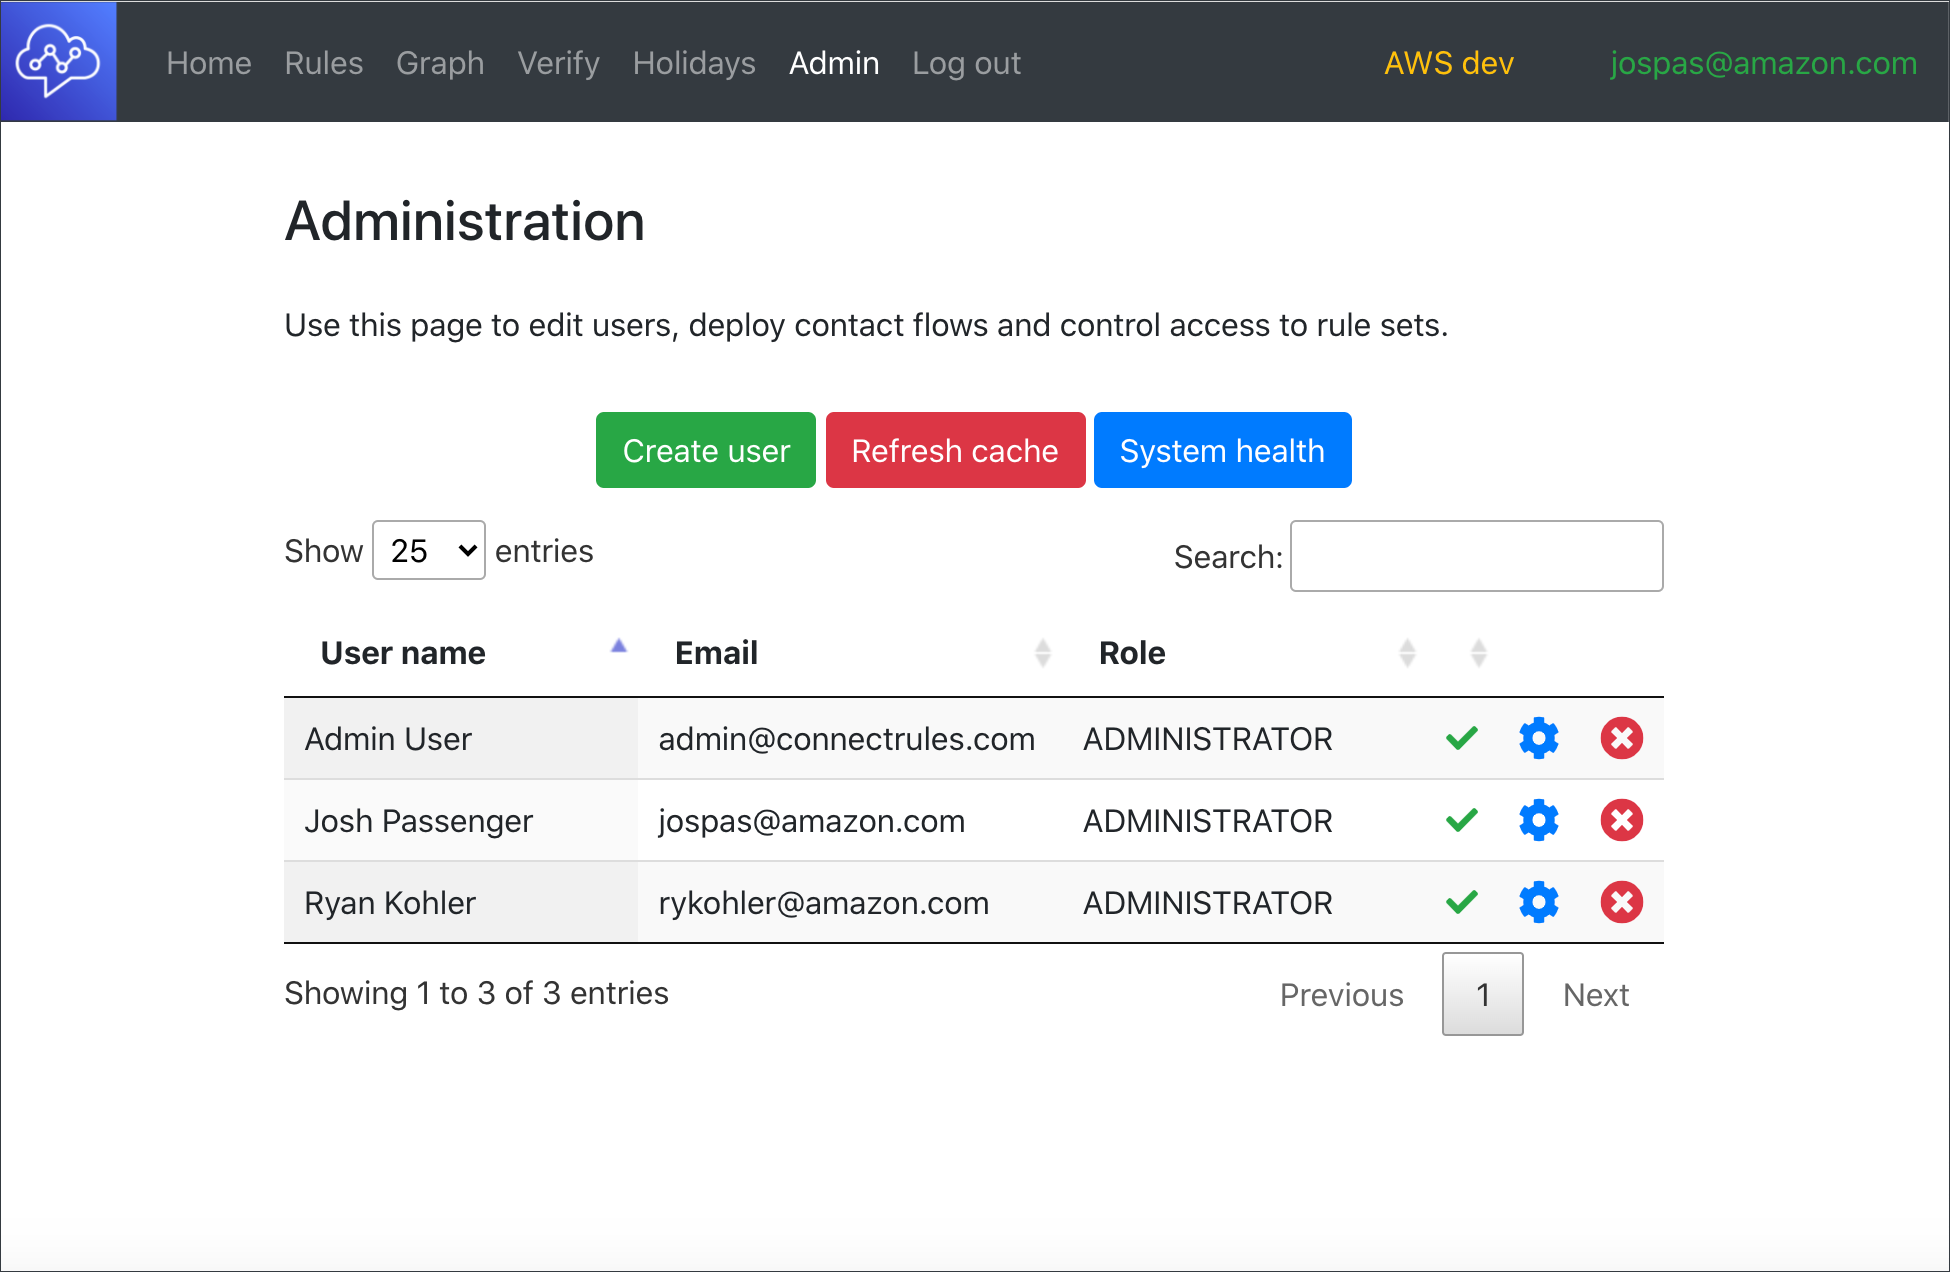 Home Rules Graph Verify Holidays Admin Log out AWS dev jospas@amazon.com
Administration
Use this page to edit users, deploy contact flows and control access to rule sets.
Create user Refresh cache System health
Show 25 entries Search:
User name Email Role
Admin User admin@connectrules.com ADMINISTRATOR
Josh Passenger jospas@amazon.com ADMINISTRATOR
Ryan Kohler rykohler@amazon.com ADMINISTRATOR
Showing 1 to 3 of 3 entries Previous 1 Next